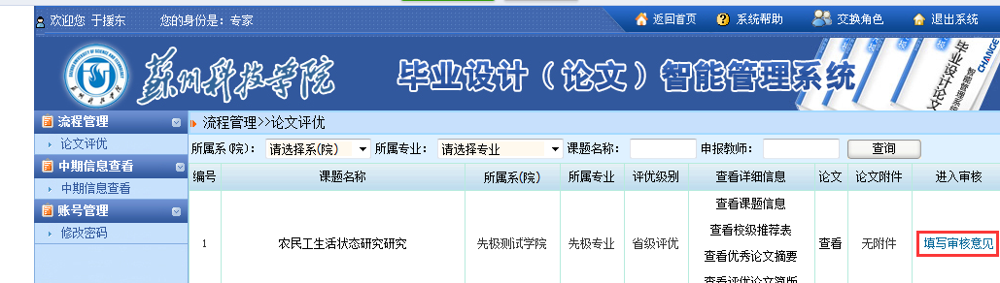 欢迎您 于援东 您的身份是：专家 返回首页 系统帮助 交换角色 退出系统
蘇州科技学院 毕业设计（论文）智能管理系统
流程管理
论文评优
中期信息查看
中期信息查看
账号管理
修改密码
流程管理>>论文评优
所属系(院)： 请选择系(院) 所属专业： 请选择专业 课题名称： 申报教师： 查询
编号 课题名称 所属系(院) 所属专业 评优级别 查看详细信息 论文 论文附件 进入审核
1 农民工生活状态研究研究 先极测试学院 先极专业 省级评优 查看课题信息 查看 无附件 填写审核意见
查看校级推荐表
查看优秀论文摘要
查看评优论文简版